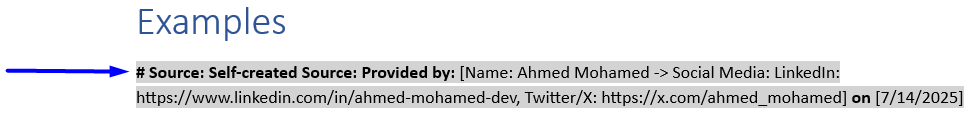 Examples
# Source: Self-created Source: Provided by: [Name: Ahmed Mohamed -> Social Media: LinkedIn:
https://www.linkedin.com/in/ahmed-mohamed-dev, Twitter/X: https://x.com/ahmed_mohamed] on [7/14/2025]